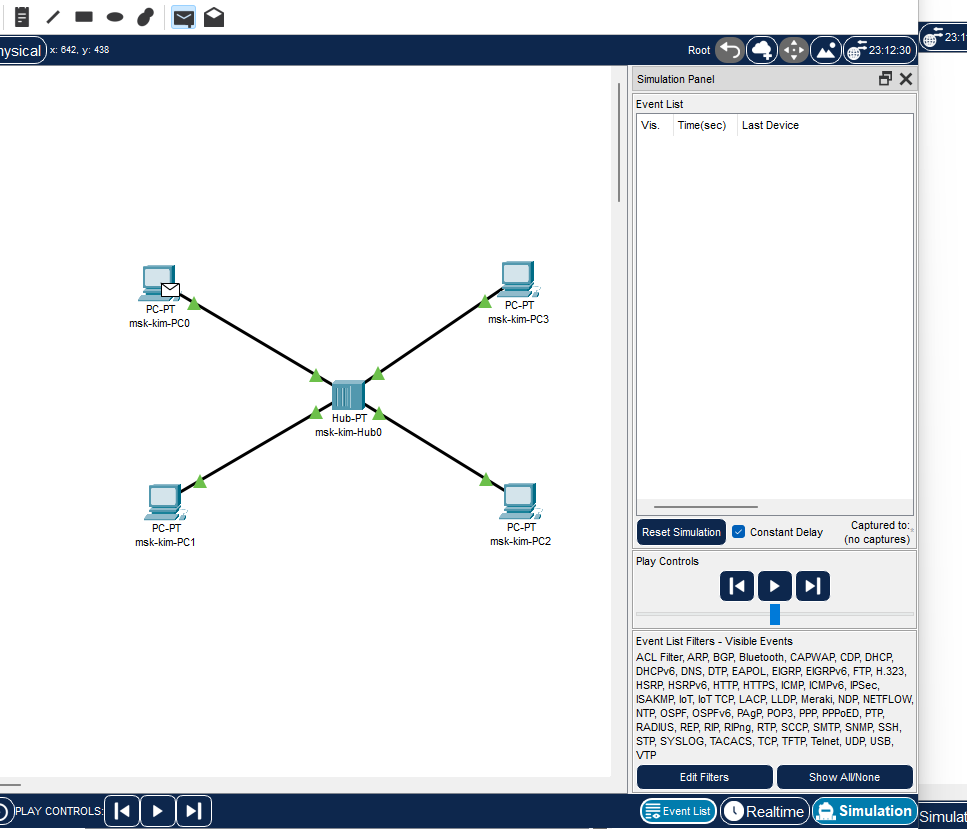 hysical x: 642, y: 438
Root
23:12:30
23:1
Simulation Panel
Event List
Vis. Time(sec) Last Device
PC-PT
msk-kim-PC0
PC-PT
msk-kim-PC3
Hub-PT
msk-kim-Hub0
PC-PT
msk-kim-PC1
PC-PT
msk-kim-PC2
Reset Simulation
Constant Delay
Captured to:
(no captures)
Play Controls
Event List Filters - Visible Events
ACL Filter, ARP, BGP, Bluetooth, CAPWAP, CDP, DHCP,
DHCPv6, DNS, DTP, EAPOL, EIGRP, EIGRPv6, FTP, H.323,
HSRP, HSRPv6, HTTP, HTTPS, ICMP, ICMPv6, IPSec,
ISAKMP, IoT, IoT TCP, LACP, LLDP, Meraki, NDP, NETFLOW,
NTP, OSPF, OSPFv6, PAgP, POP3, PPP, PPPoED, PTP,
RADIUS, REP, RIP, RIPng, RTP, SCCP, SMTP, SNMP, SSH,
STP, SYSLOG, TACACS, TCP, TFTP, Telnet, UDP, USB,
VTP
Edit Filters
Show All/None
PLAY CONTROLS:
Event List
Realtime
Simulation
Simulat